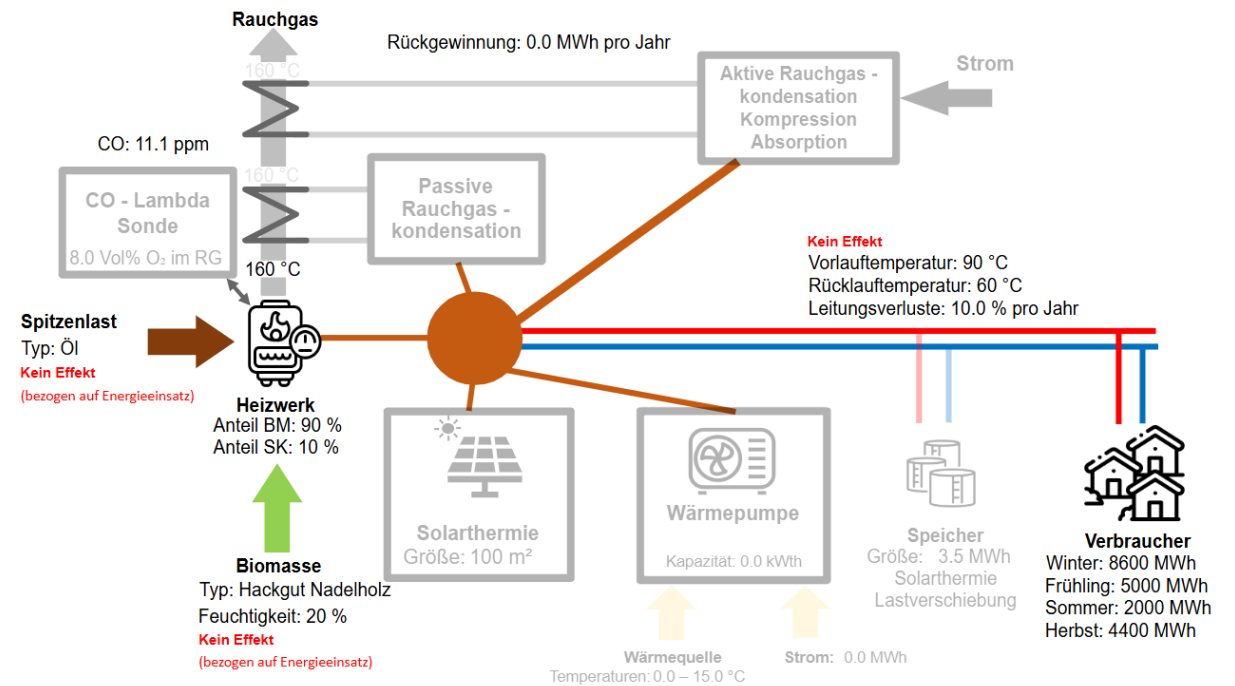 Rauchgas
Rückgewinnung: 0.0 MWh pro Jahr
160 °C
Aktive Rauchgas -
kondensation
Kompression
Absorption
Strom
CO: 11.1 ppm
160 °C
CO - Lambda
Sonde
8.0 Vol% O₂ im RG
Passive
Rauchgas -
kondensation
160 °C
Kein Effekt
Vorlauftemperatur: 90 °C
Rücklauftemperatur: 60 °C
Leitungsverluste: 10.0 % pro Jahr
Spitzenlast
Typ: Öl
Kein Effekt
(bezogen auf Energieeinsatz)
Heizwerk
Anteil BM: 90 %
Anteil SK: 10 %
Solarthermie
Größe: 100 m²
Wärmepumpe
Kapazität: 0.0 kWth
Speicher
Größe: 3.5 MWh
Solarthermie
Lastverschiebung
Verbraucher
Winter: 8600 MWh
Frühling: 5000 MWh
Sommer: 2000 MWh
Herbst: 4400 MWh
Biomasse
Typ: Hackgut Nadelholz
Feuchtigkeit: 20 %
Kein Effekt
(bezogen auf Energieeinsatz)
Wärmequelle
Temperaturen: 0.0 – 15.0 °C
Strom: 0.0 MWh